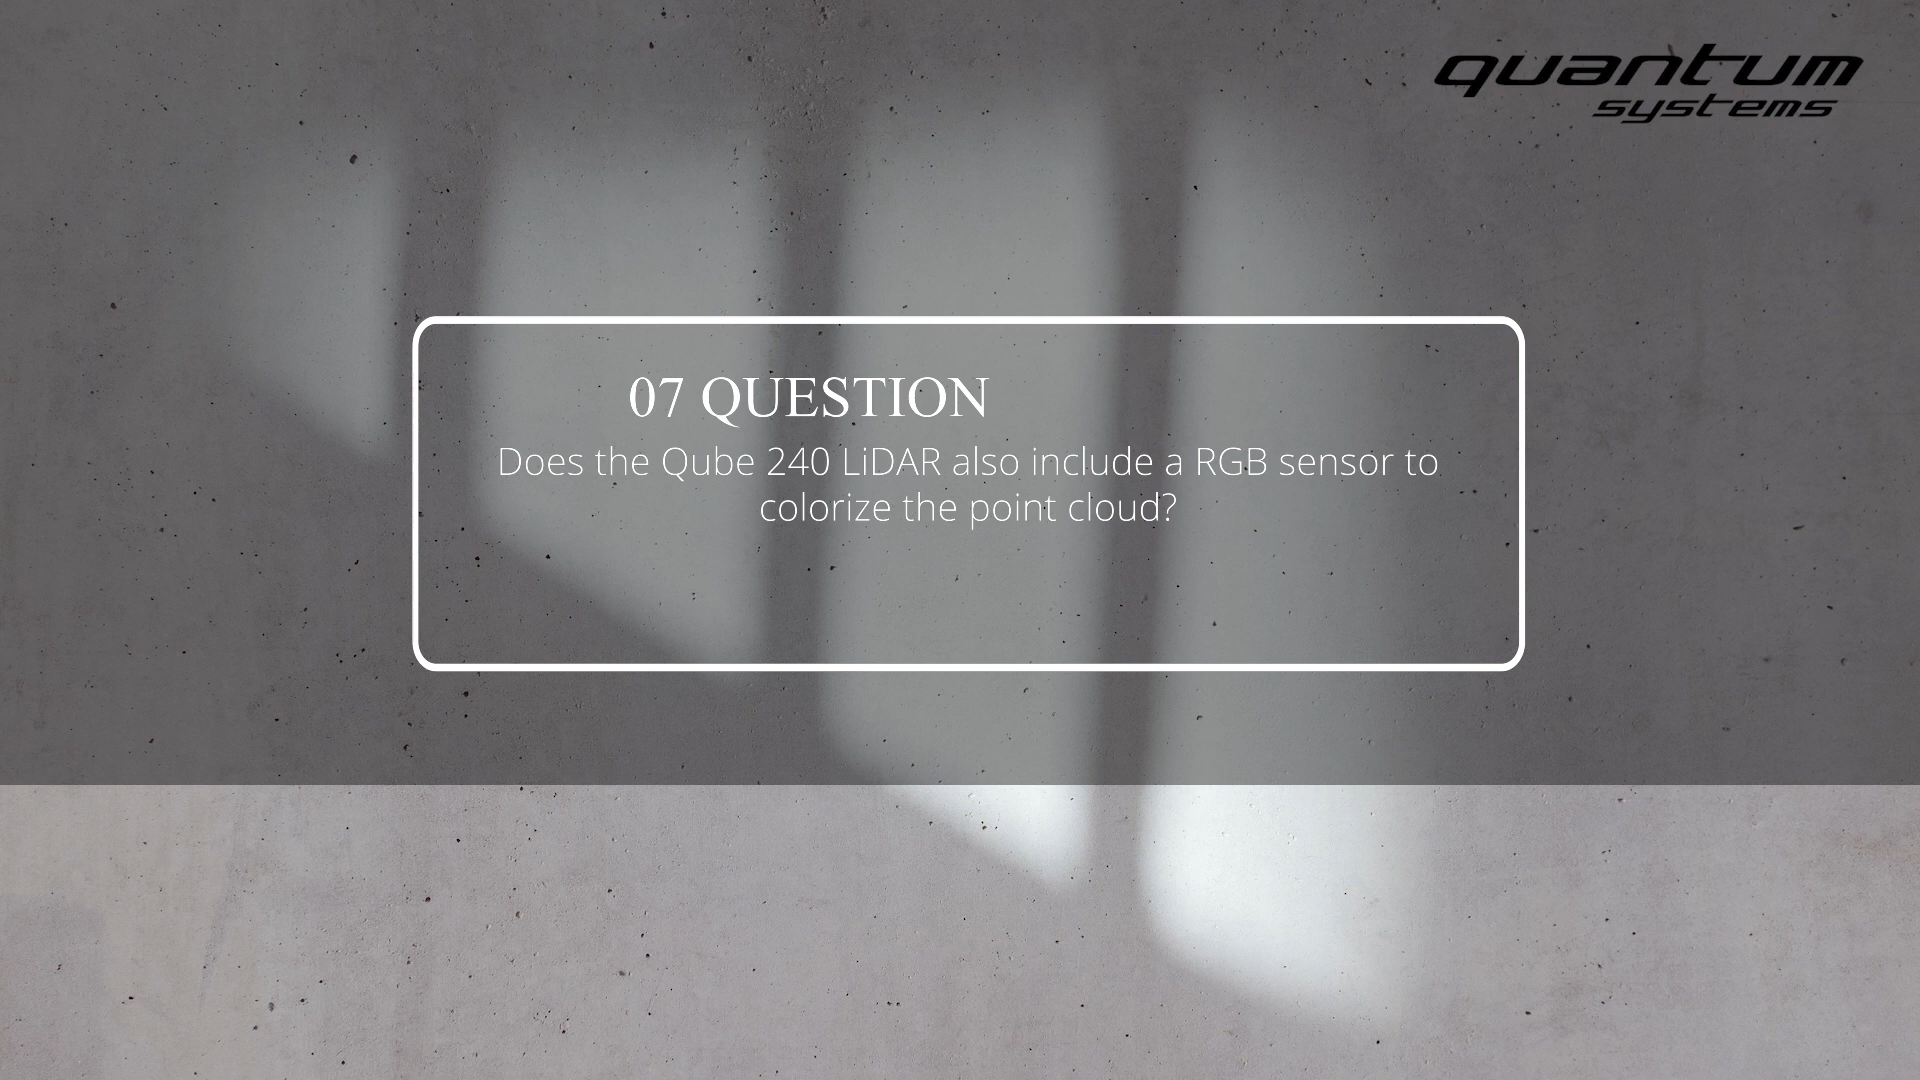 quantum
systems
07 QUESTION
Does the Qube 240 LiDAR also include a RGB sensor to
colorize the point cloud?